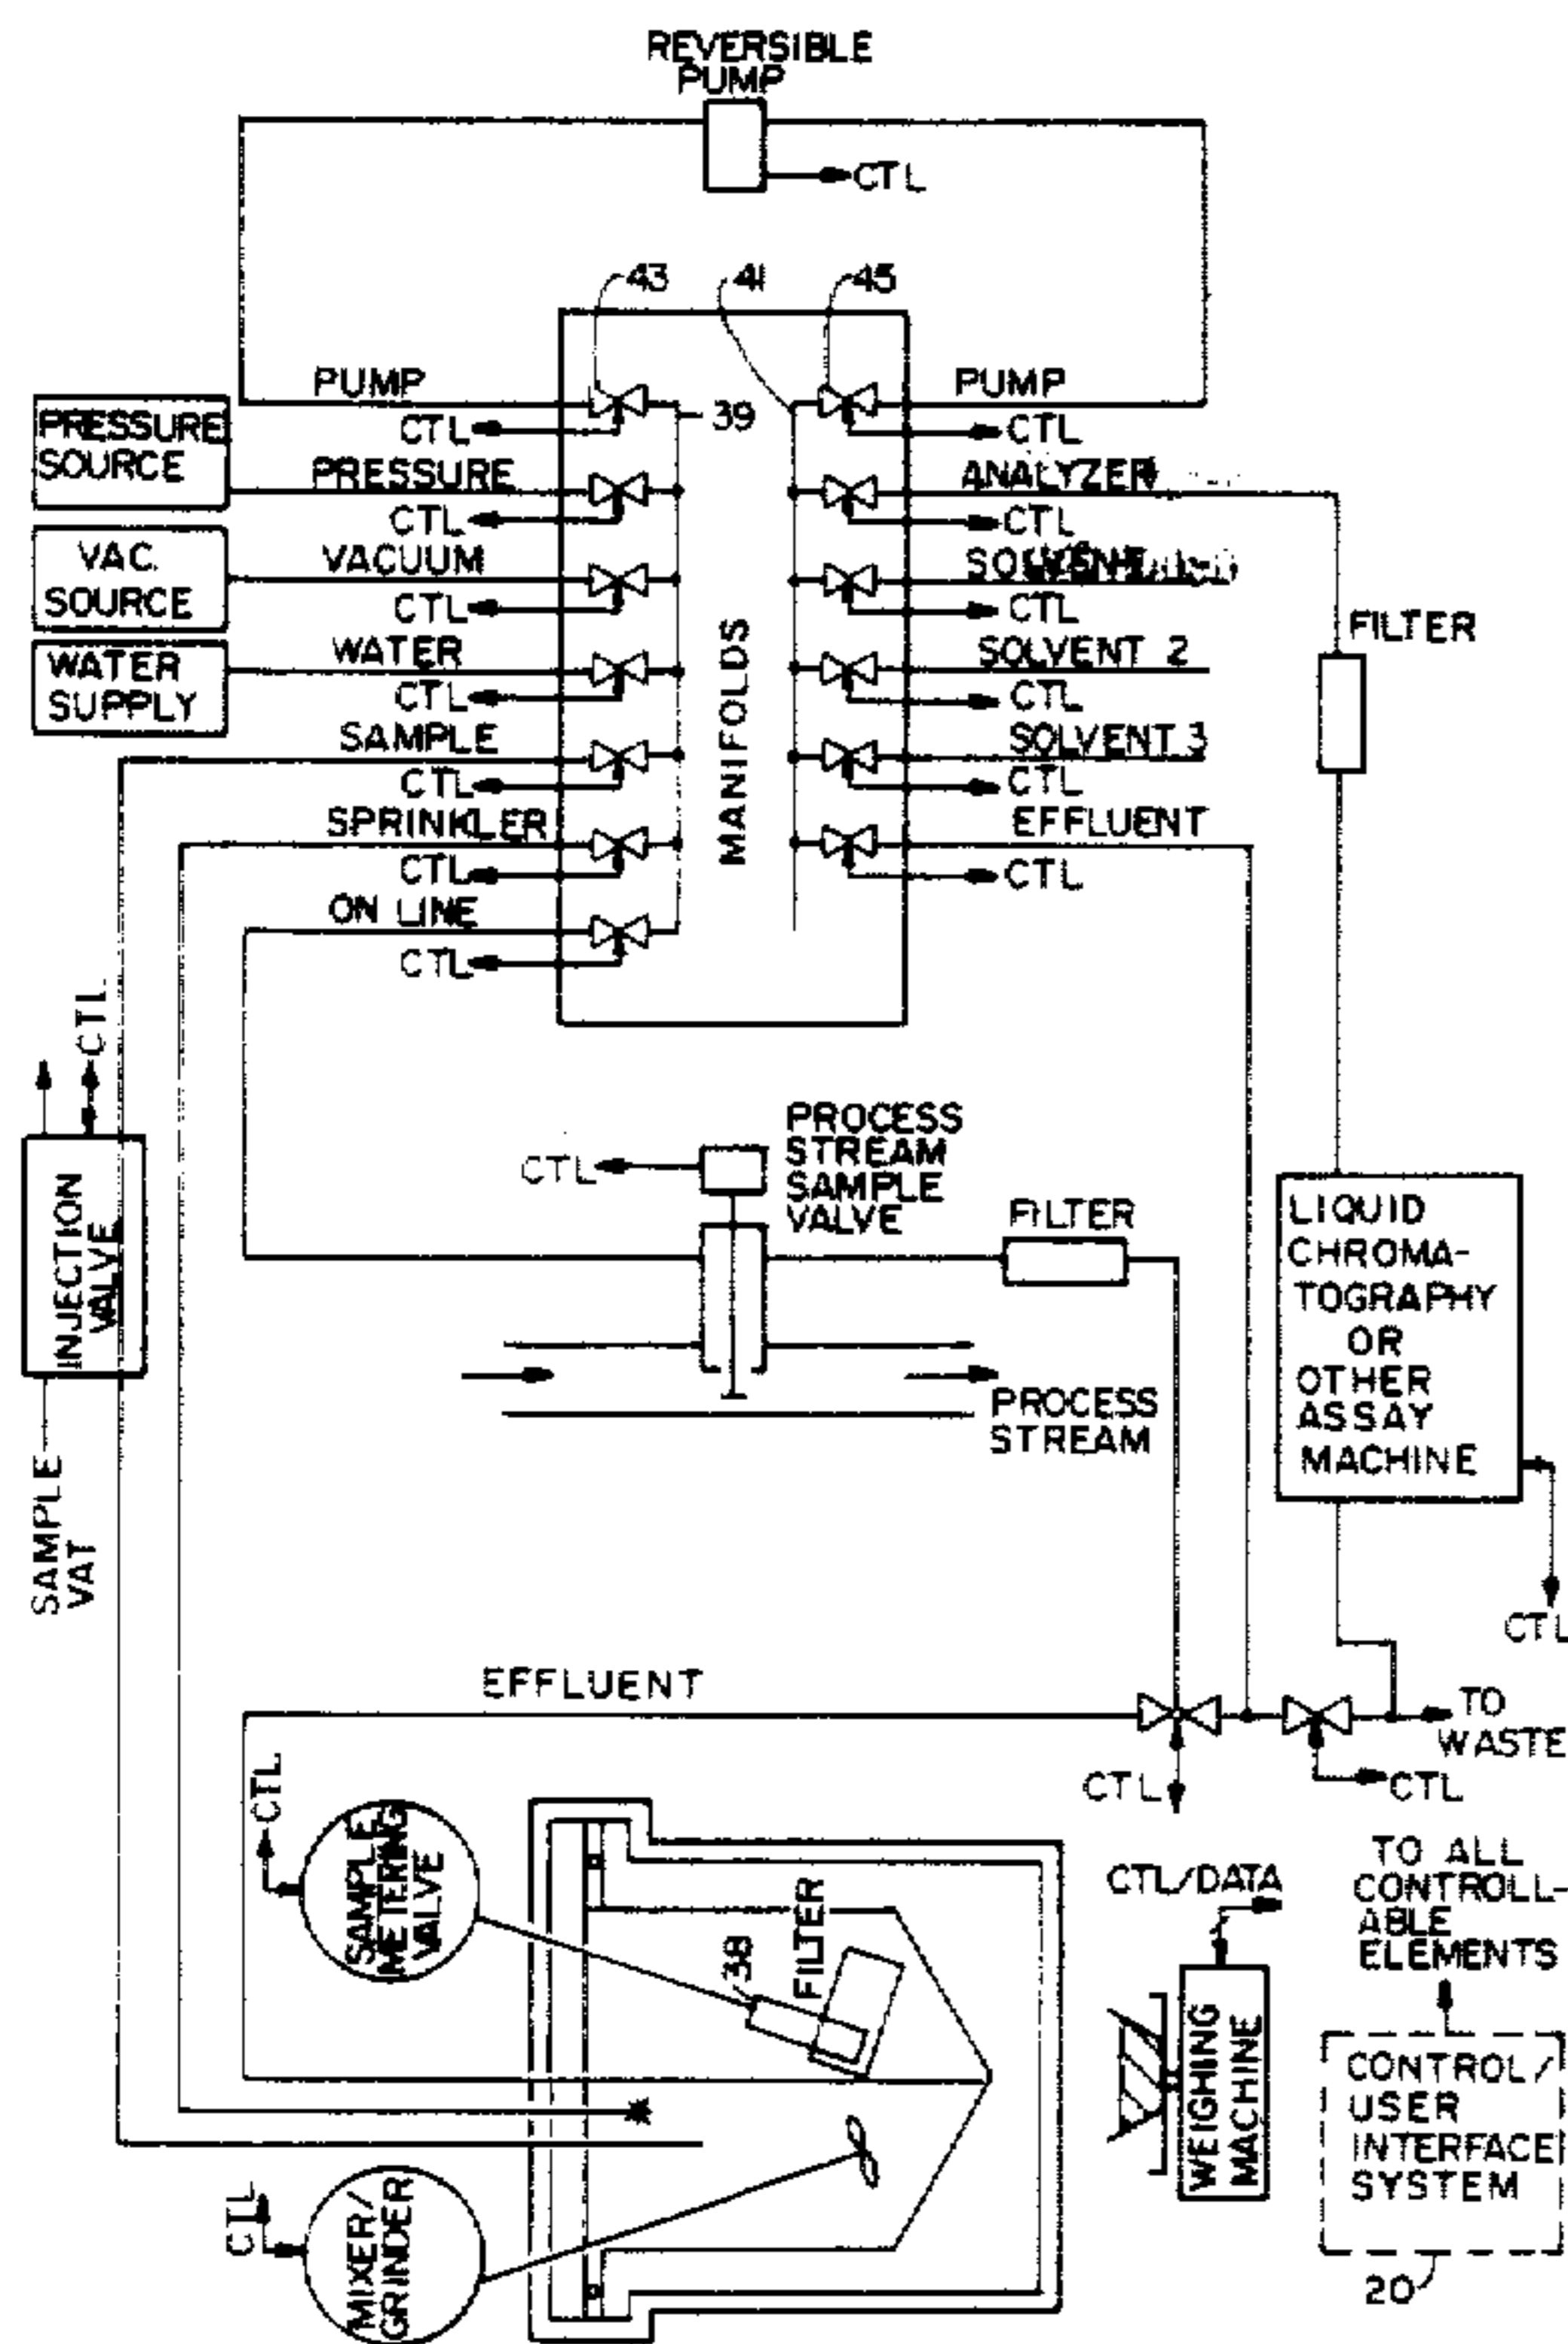 REVERSIBLE
PUMP
CTL
43
41
45
PUMP
PUMP
39
CTL
CTL
PRESSURE
SOURCE
PRESSURE
ANALYZER
CTL
CTL
VAC.
SOURCE
VACUUM
CTL
CTL
WATER
SUPPLY
WATER
SOLVENT 2
CTL
CTL
FILTER
SAMPLE
SOLVENT 3
CTL
CTL
MANIFOLDS
SPRINKLER
EFFLUENT
CTL
CTL
ON LINE
CTL
CTL
INJECTION
VALVE
SAMPLE
VAT
PROCESS
STREAM
SAMPLE
VALVE
CTL
FILTER
PROCESS
STREAM
LIQUID
CHROMA-
TOGRAPHY
OR
OTHER
ASSAY
MACHINE
CTL
EFFLUENT
TO
WASTE
CTL
CTL
CTL
SAMPLE
METERING
VALVE
38
FILTER
CTL
MIXER/
GRINDER
CTL/DATA
WEIGHING
MACHINE
TO ALL
CONTROLL-
ABLE
ELEMENTS
CONTROL/
USER
INTERFACE
SYSTEM
20